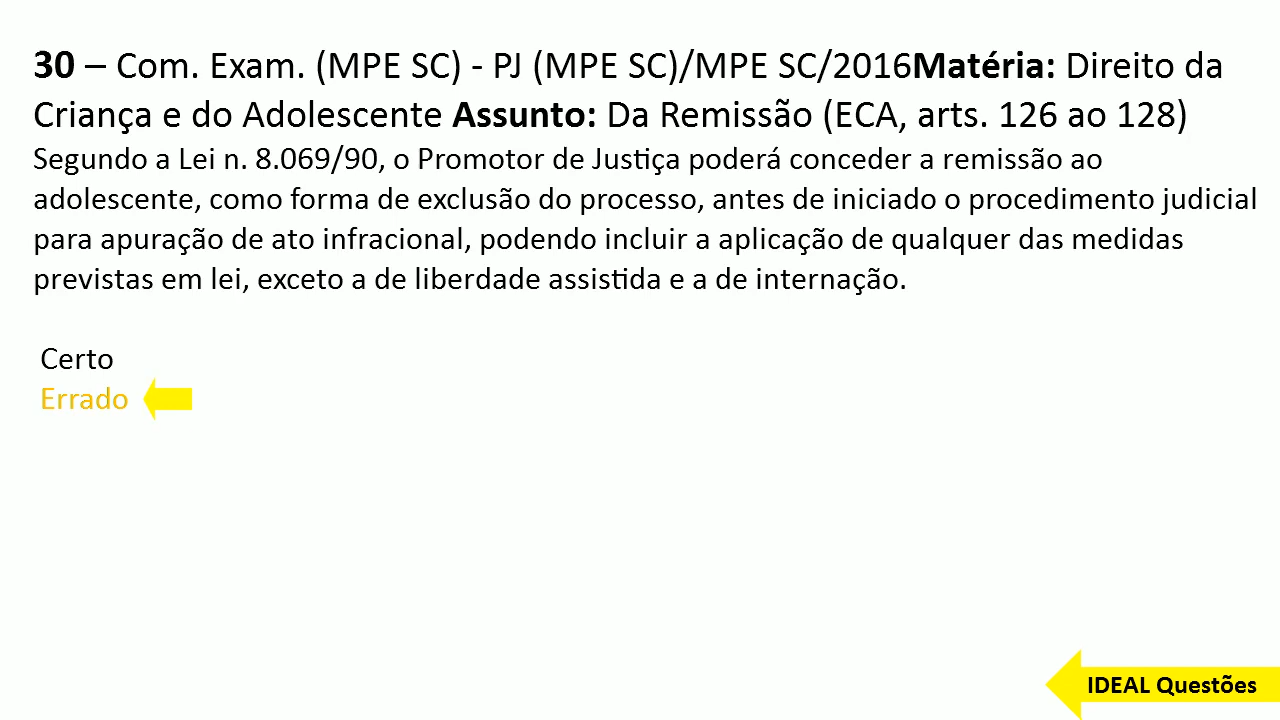 30 – Com. Exam. (MPE SC) - PJ (MPE SC)/MPE SC/2016Matéria: Direito da
Criança e do Adolescente Assunto: Da Remissão (ECA, arts. 126 ao 128)
Segundo a Lei n. 8.069/90, o Promotor de Justiça poderá conceder a remissão ao
adolescente, como forma de exclusão do processo, antes de iniciado o procedimento judicial
para apuração de ato infracional, podendo incluir a aplicação de qualquer das medidas
previstas em lei, exceto a de liberdade assistida e a de internação.
Certo
Errado
IDEAL Questões